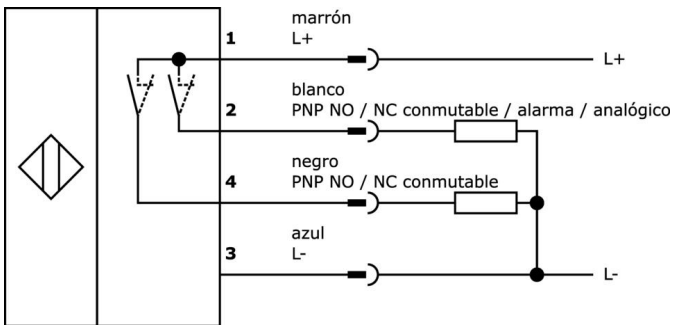 marrón
1 L+
L+
blanco
2 PNP NO / NC conmutable / alarma / analógico
negro
4 PNP NO / NC conmutable
azul
3 L-
L-